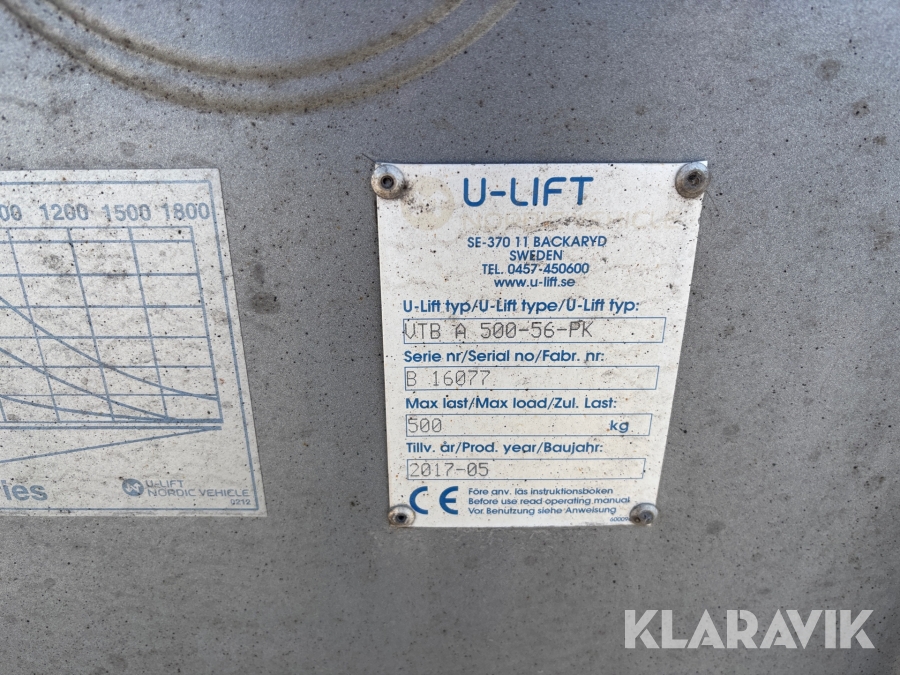 00 1200 1500 1800
ies
U-LIFT
NORDIC VEHICLE
0212
U-LIFT
NORDIC VEHICLE
SE-370 11 BACKARYD
SWEDEN
TEL. 0457-450600
www.u-lift.se
U-Lift typ/U-Lift type/U-Lift typ:
VTB A 500-56-PK
Serie nr/Serial no/Fabr. nr:
B 16077
Max last/Max load/Zul. Last:
500 kg
Tillv. år/Prod. year/Baujahr:
2017-05
CE
Före anv. läs instruktionsboken
Before use read operating manual
Vor Benutzung siehe Anweisung
KLARAVIK